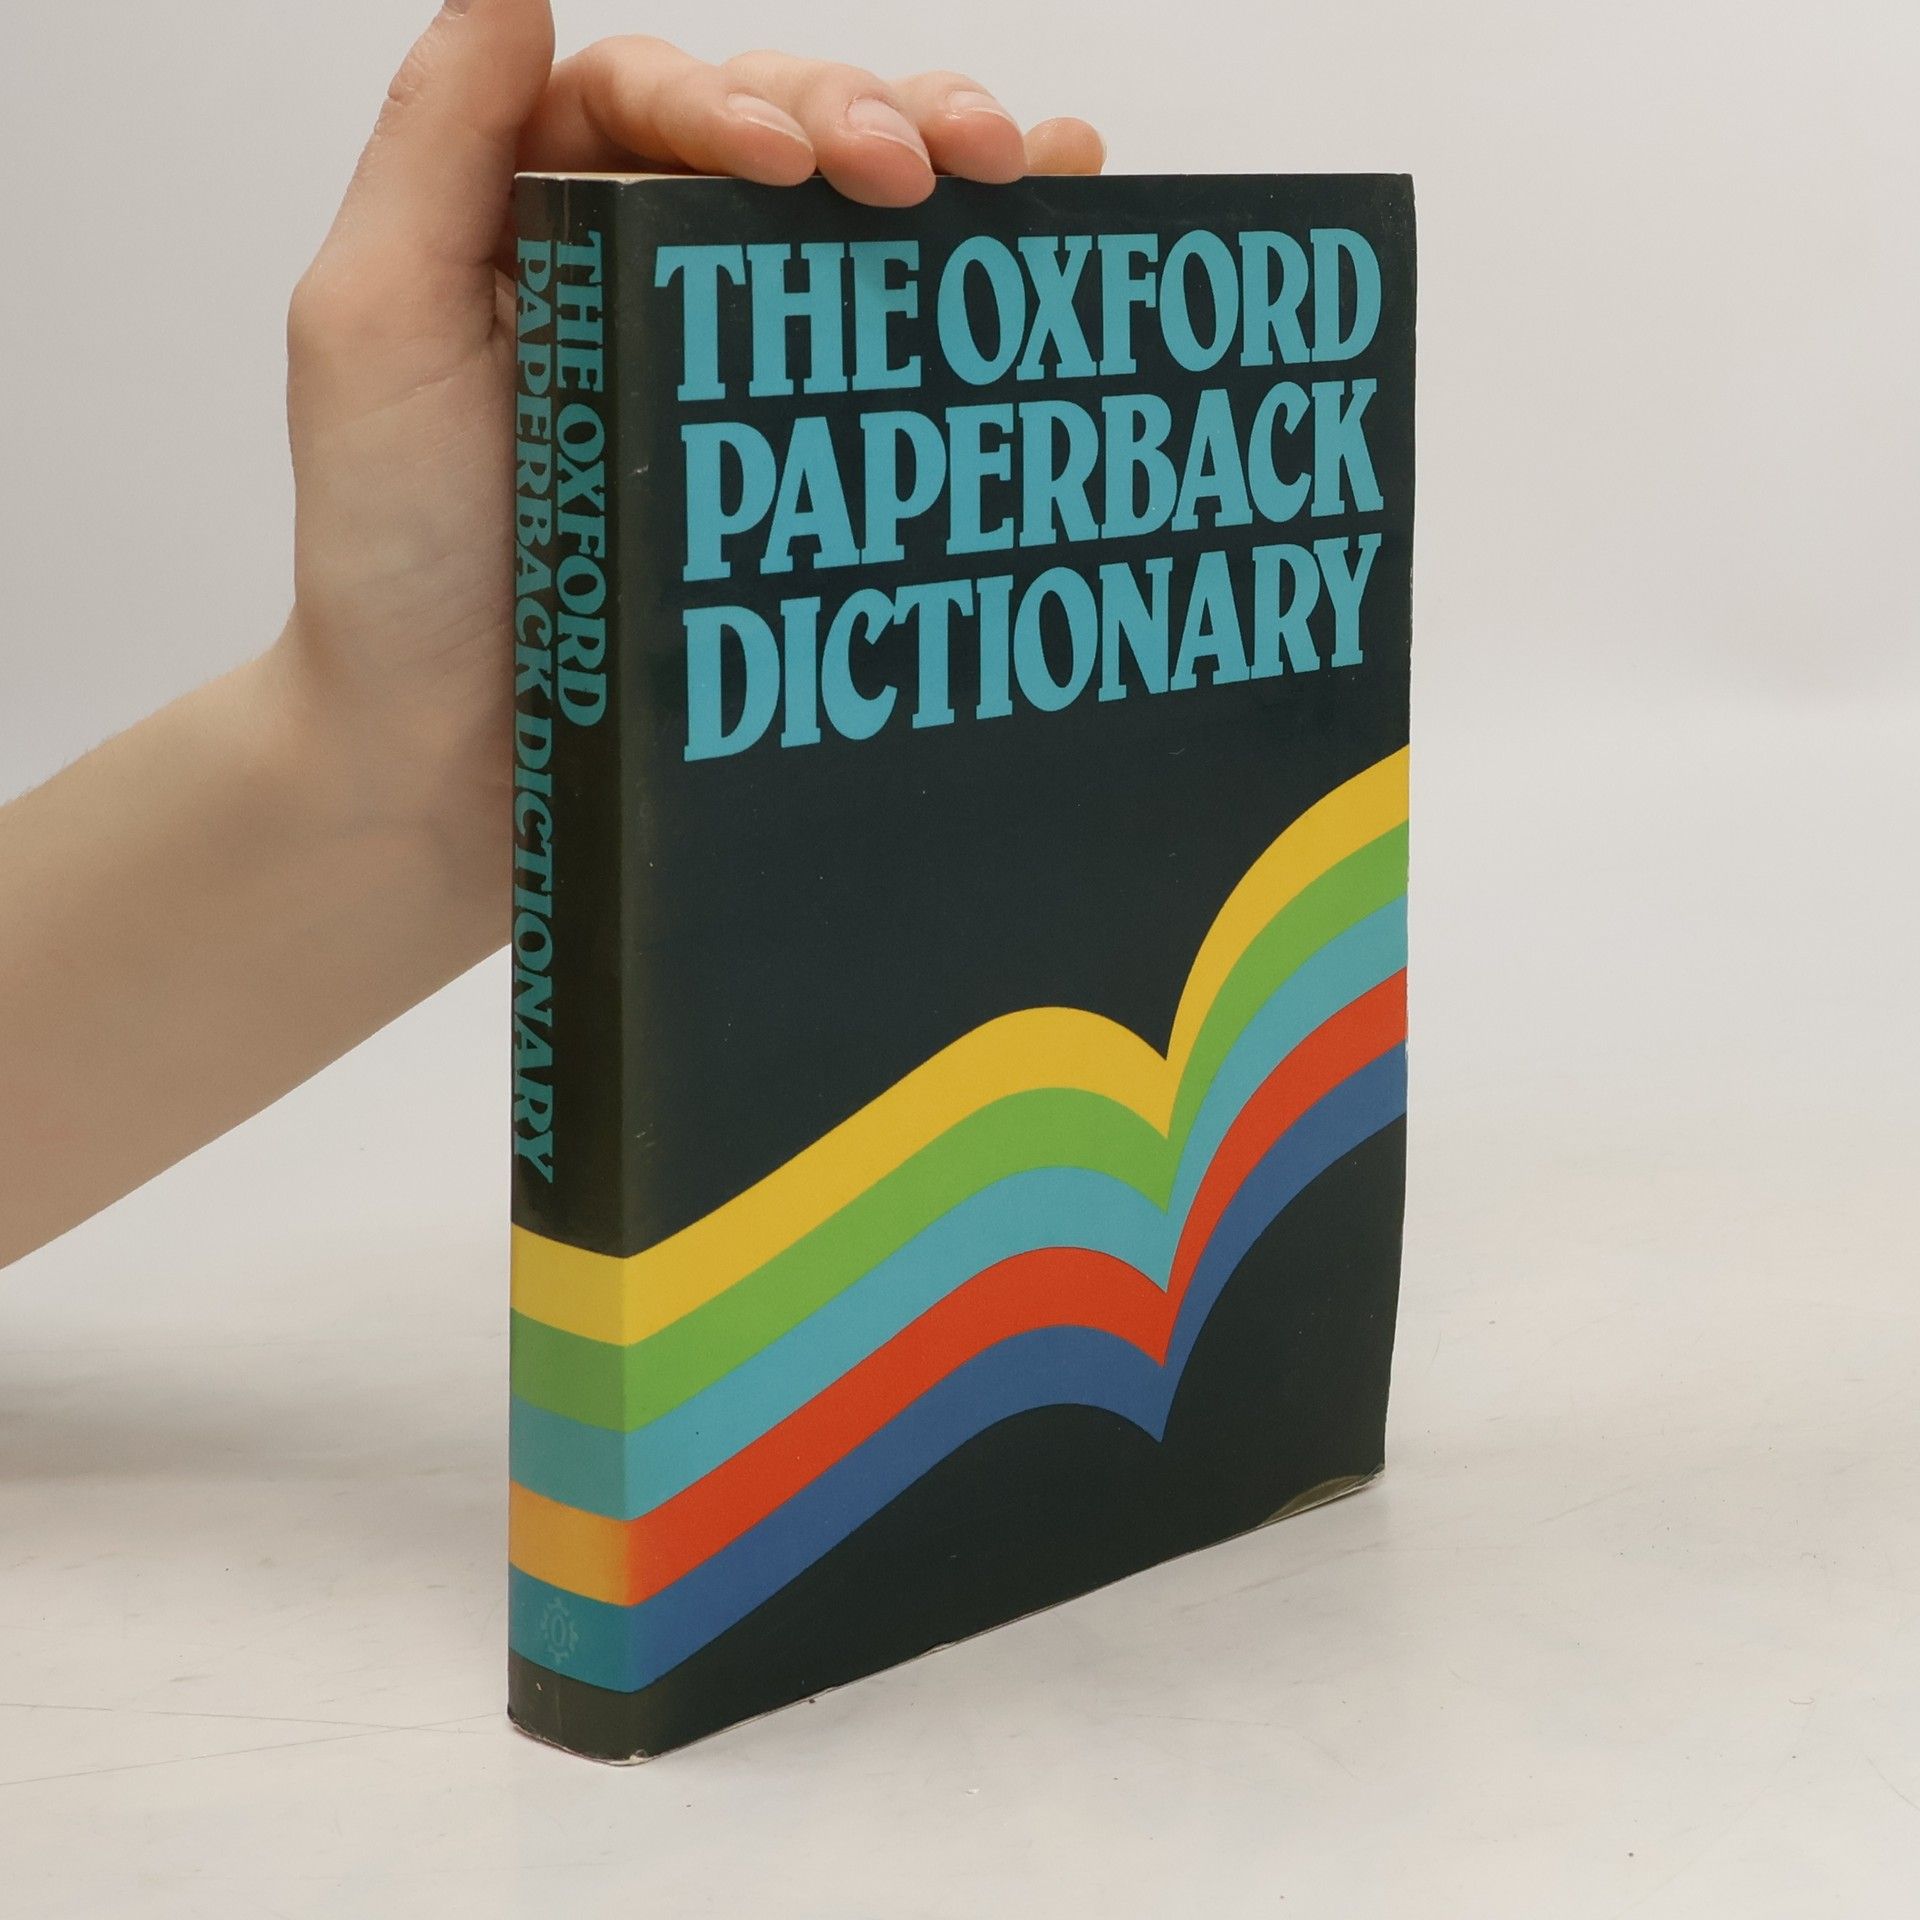 THE OXFORD
PAPERBACK DICTIONARY
THE OXFORD
PAPERBACK
DICTIONARY